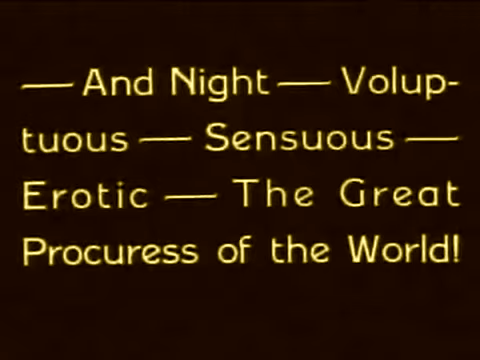 — And Night — Volup-
tuous — Sensuous —
Erotic — The Great
Procuress of the World!